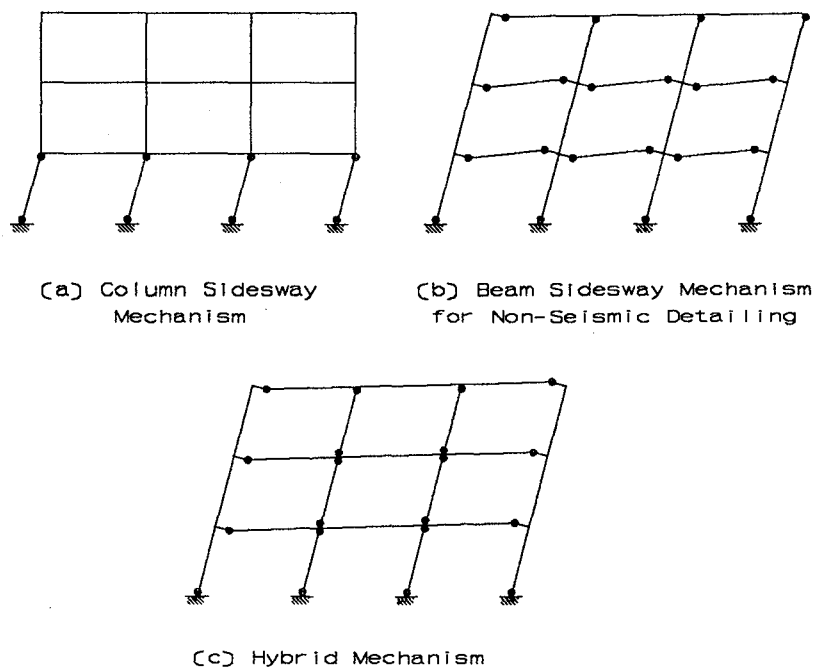 (a) Column Sidesway
Mechanism
(b) Beam Sidesway Mechanism
for Non-Seismic Detailing
(c) Hybrid Mechanism